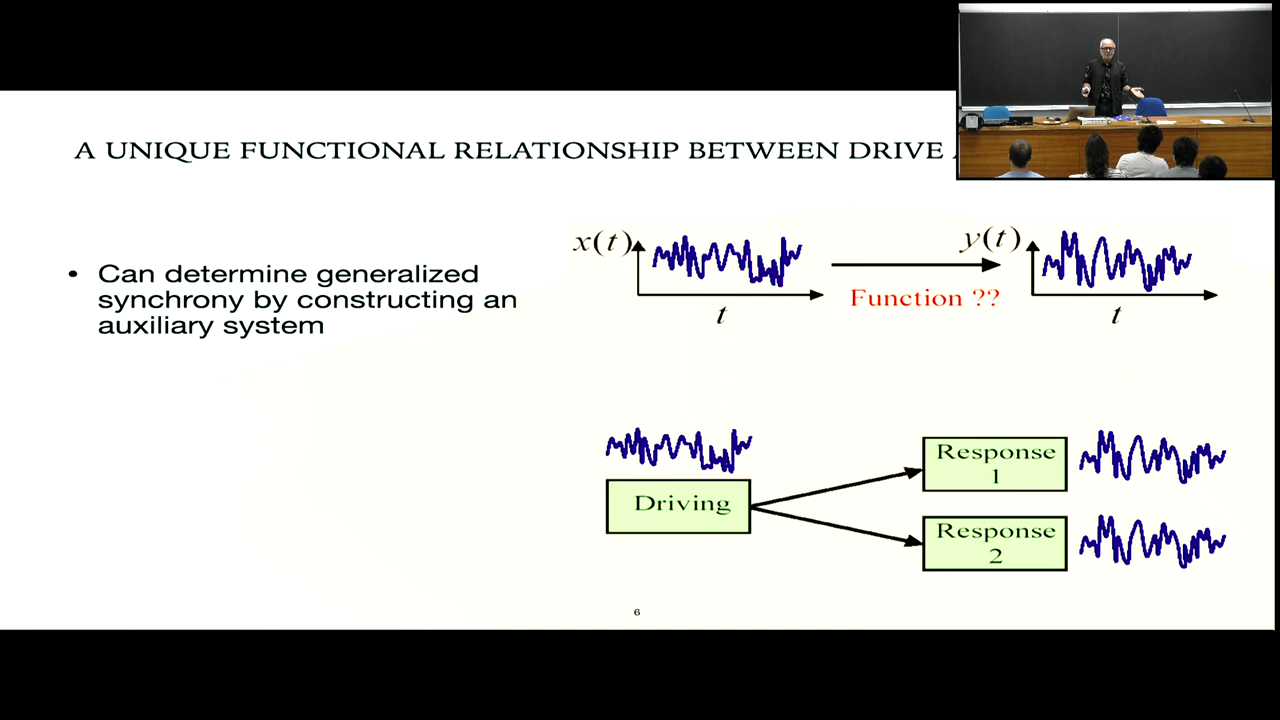 A UNIQUE FUNCTIONAL RELATIONSHIP BETWEEN DRIVE
• Can determine generalized
synchrony by constructing an
auxiliary system
x(t)
t
Function ??
y(t)
t
Driving
Response
1
Response
2
6